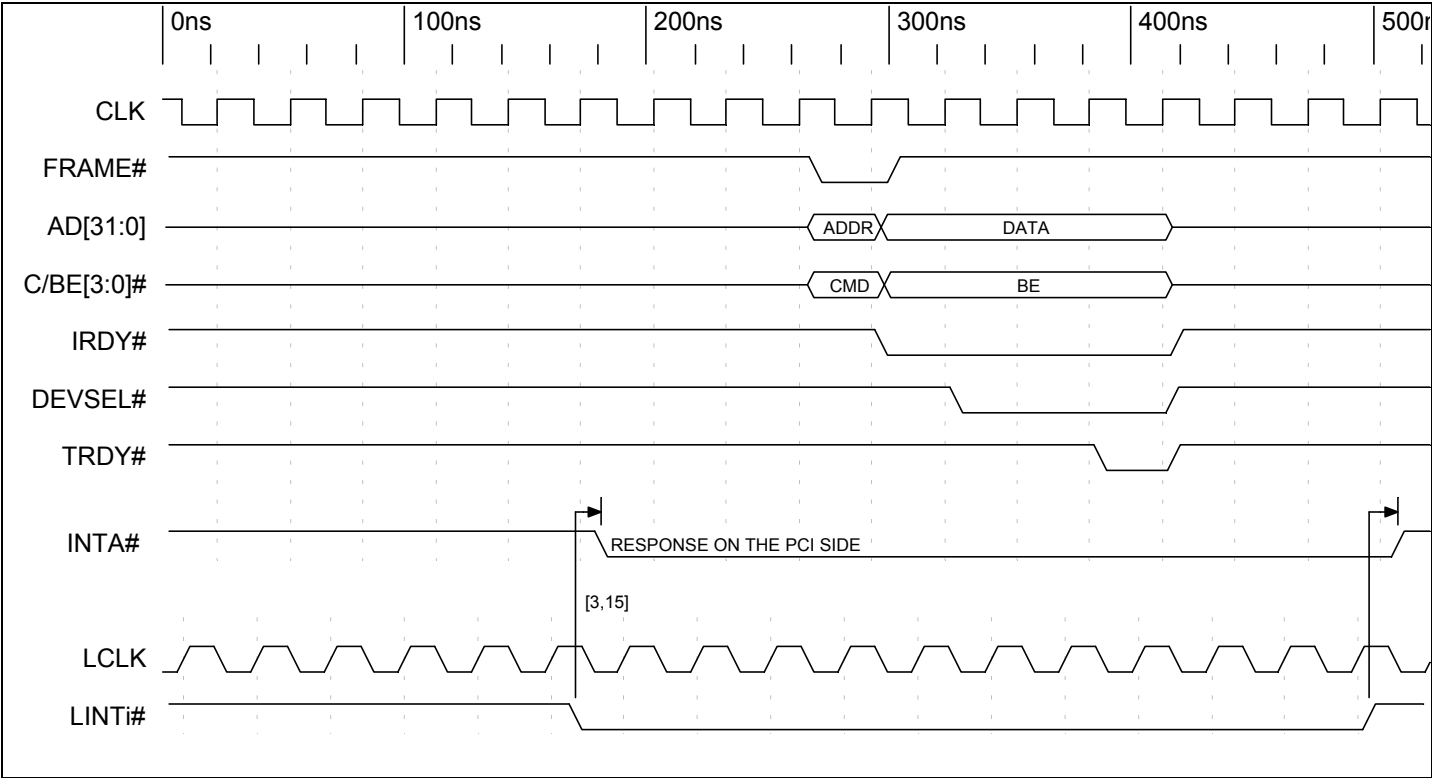 0ns 100ns 200ns 300ns 400ns 500n
CLK
FRAME#
AD[31:0] ADDR DATA
C/BE[3:0]# CMD BE
IRDY#
DEVSEL#
TRDY#
INTA# RESPONSE ON THE PCI SIDE
[3,15]
LCLK
LINTi#